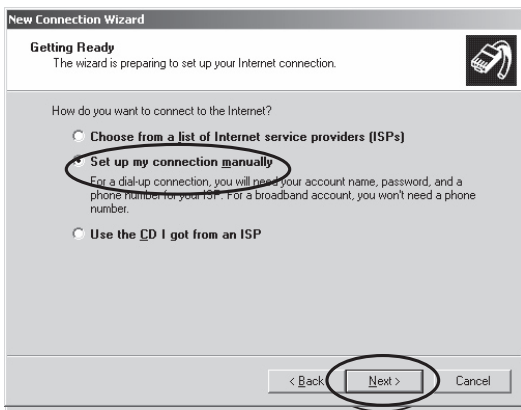 New Connection Wizard
Getting Ready
The wizard is preparing to set up your Internet connection.
How do you want to connect to the Internet?
Choose from a list of Internet service providers (ISPs)
Set up my connection manually
For a dial-up connection, you will need your account name, password, and a
phone number for your ISP. For a broadband account, you won't need a phone
number.
Use the CD I got from an ISP
< Back
Next >
Cancel